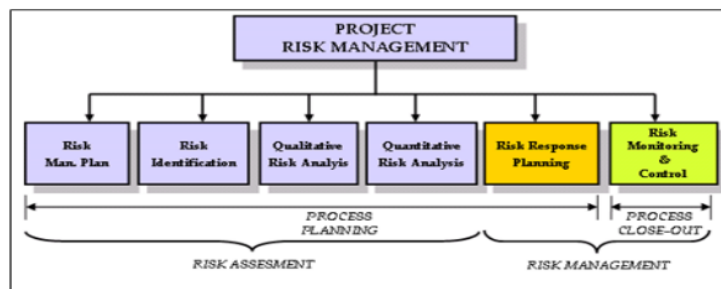 PROJECT
RISK MANAGEMENT
Risk
Man. Plan
Risk
Identification
Qualitative
Risk Analyis
Quantitative
Risk Analysis
Risk Response
Planning
Risk
Monitoring
&
Control
PROCESS
PLANNING
PROCESS
CLOSE-OUT
RISK ASSESMENT
RISK MANAGEMENT